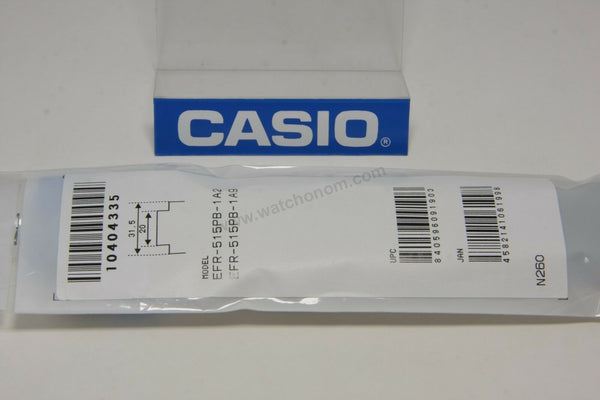 CASIO®
www.watchonom.com
10404335
31.5
20
MODEL
EFR-515PB-1A2
EFR-515PB-1A9
UPC
840596091903
JAN
4582141061998
N260